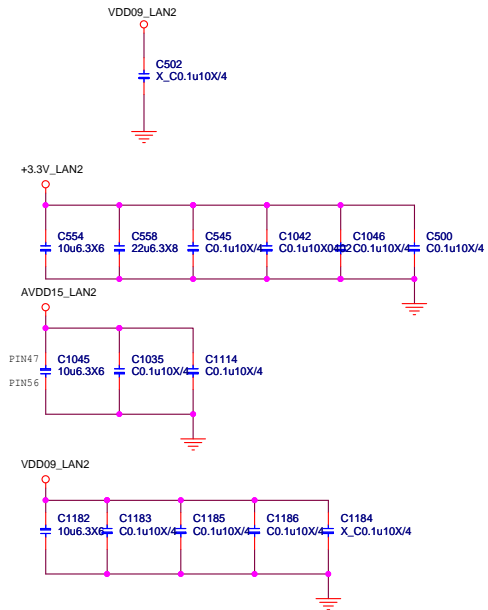 VDD09_LAN2
C502
X_C0.1u10X/4
+3.3V_LAN2
C554 C558 C545 C1042 C1046 C500
10u6.3X6 22u6.3X8 C0.1u10X/4 C0.1u10X0402 C0.1u10X/4 C0.1u10X/4
AVDD15_LAN2
PIN47 C1045 C1035 C1114
10u6.3X6 C0.1u10X/4 C0.1u10X/4
PIN56
VDD09_LAN2
C1182 C1183 C1185 C1186 C1184
10u6.3X6 C0.1u10X/4 C0.1u10X/4 C0.1u10X/4 X_C0.1u10X/4